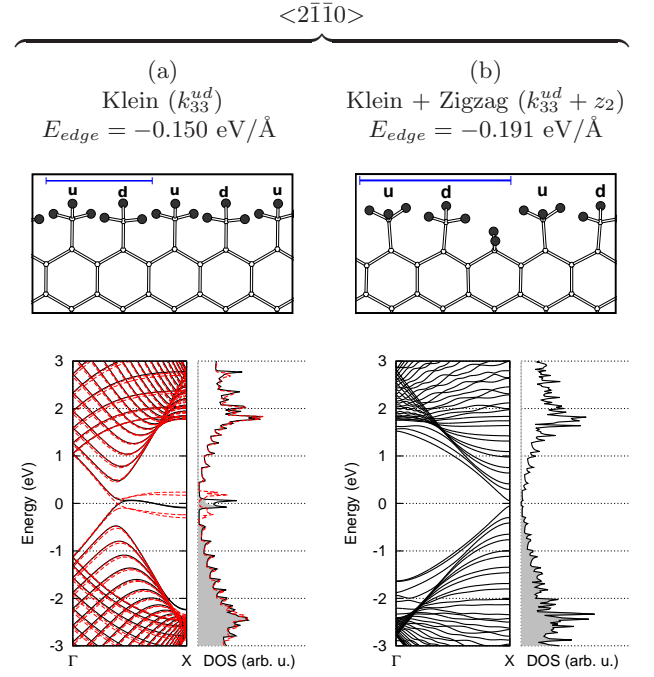 <2$\bar{1}\bar{1}$0>
(a)
Klein ($k_{33}^{ud}$)
$E_{edge}$ = −0.150 eV/Å
(b)
Klein + Zigzag ($k_{33}^{ud} + z_2$)
$E_{edge}$ = −0.191 eV/Å
u d u d u
u d u d
3
2
1
0
-1
-2
-3
Energy (eV)
Γ X DOS (arb. u.)
3
2
1
0
-1
-2
-3
Energy (eV)
Γ X DOS (arb. u.)